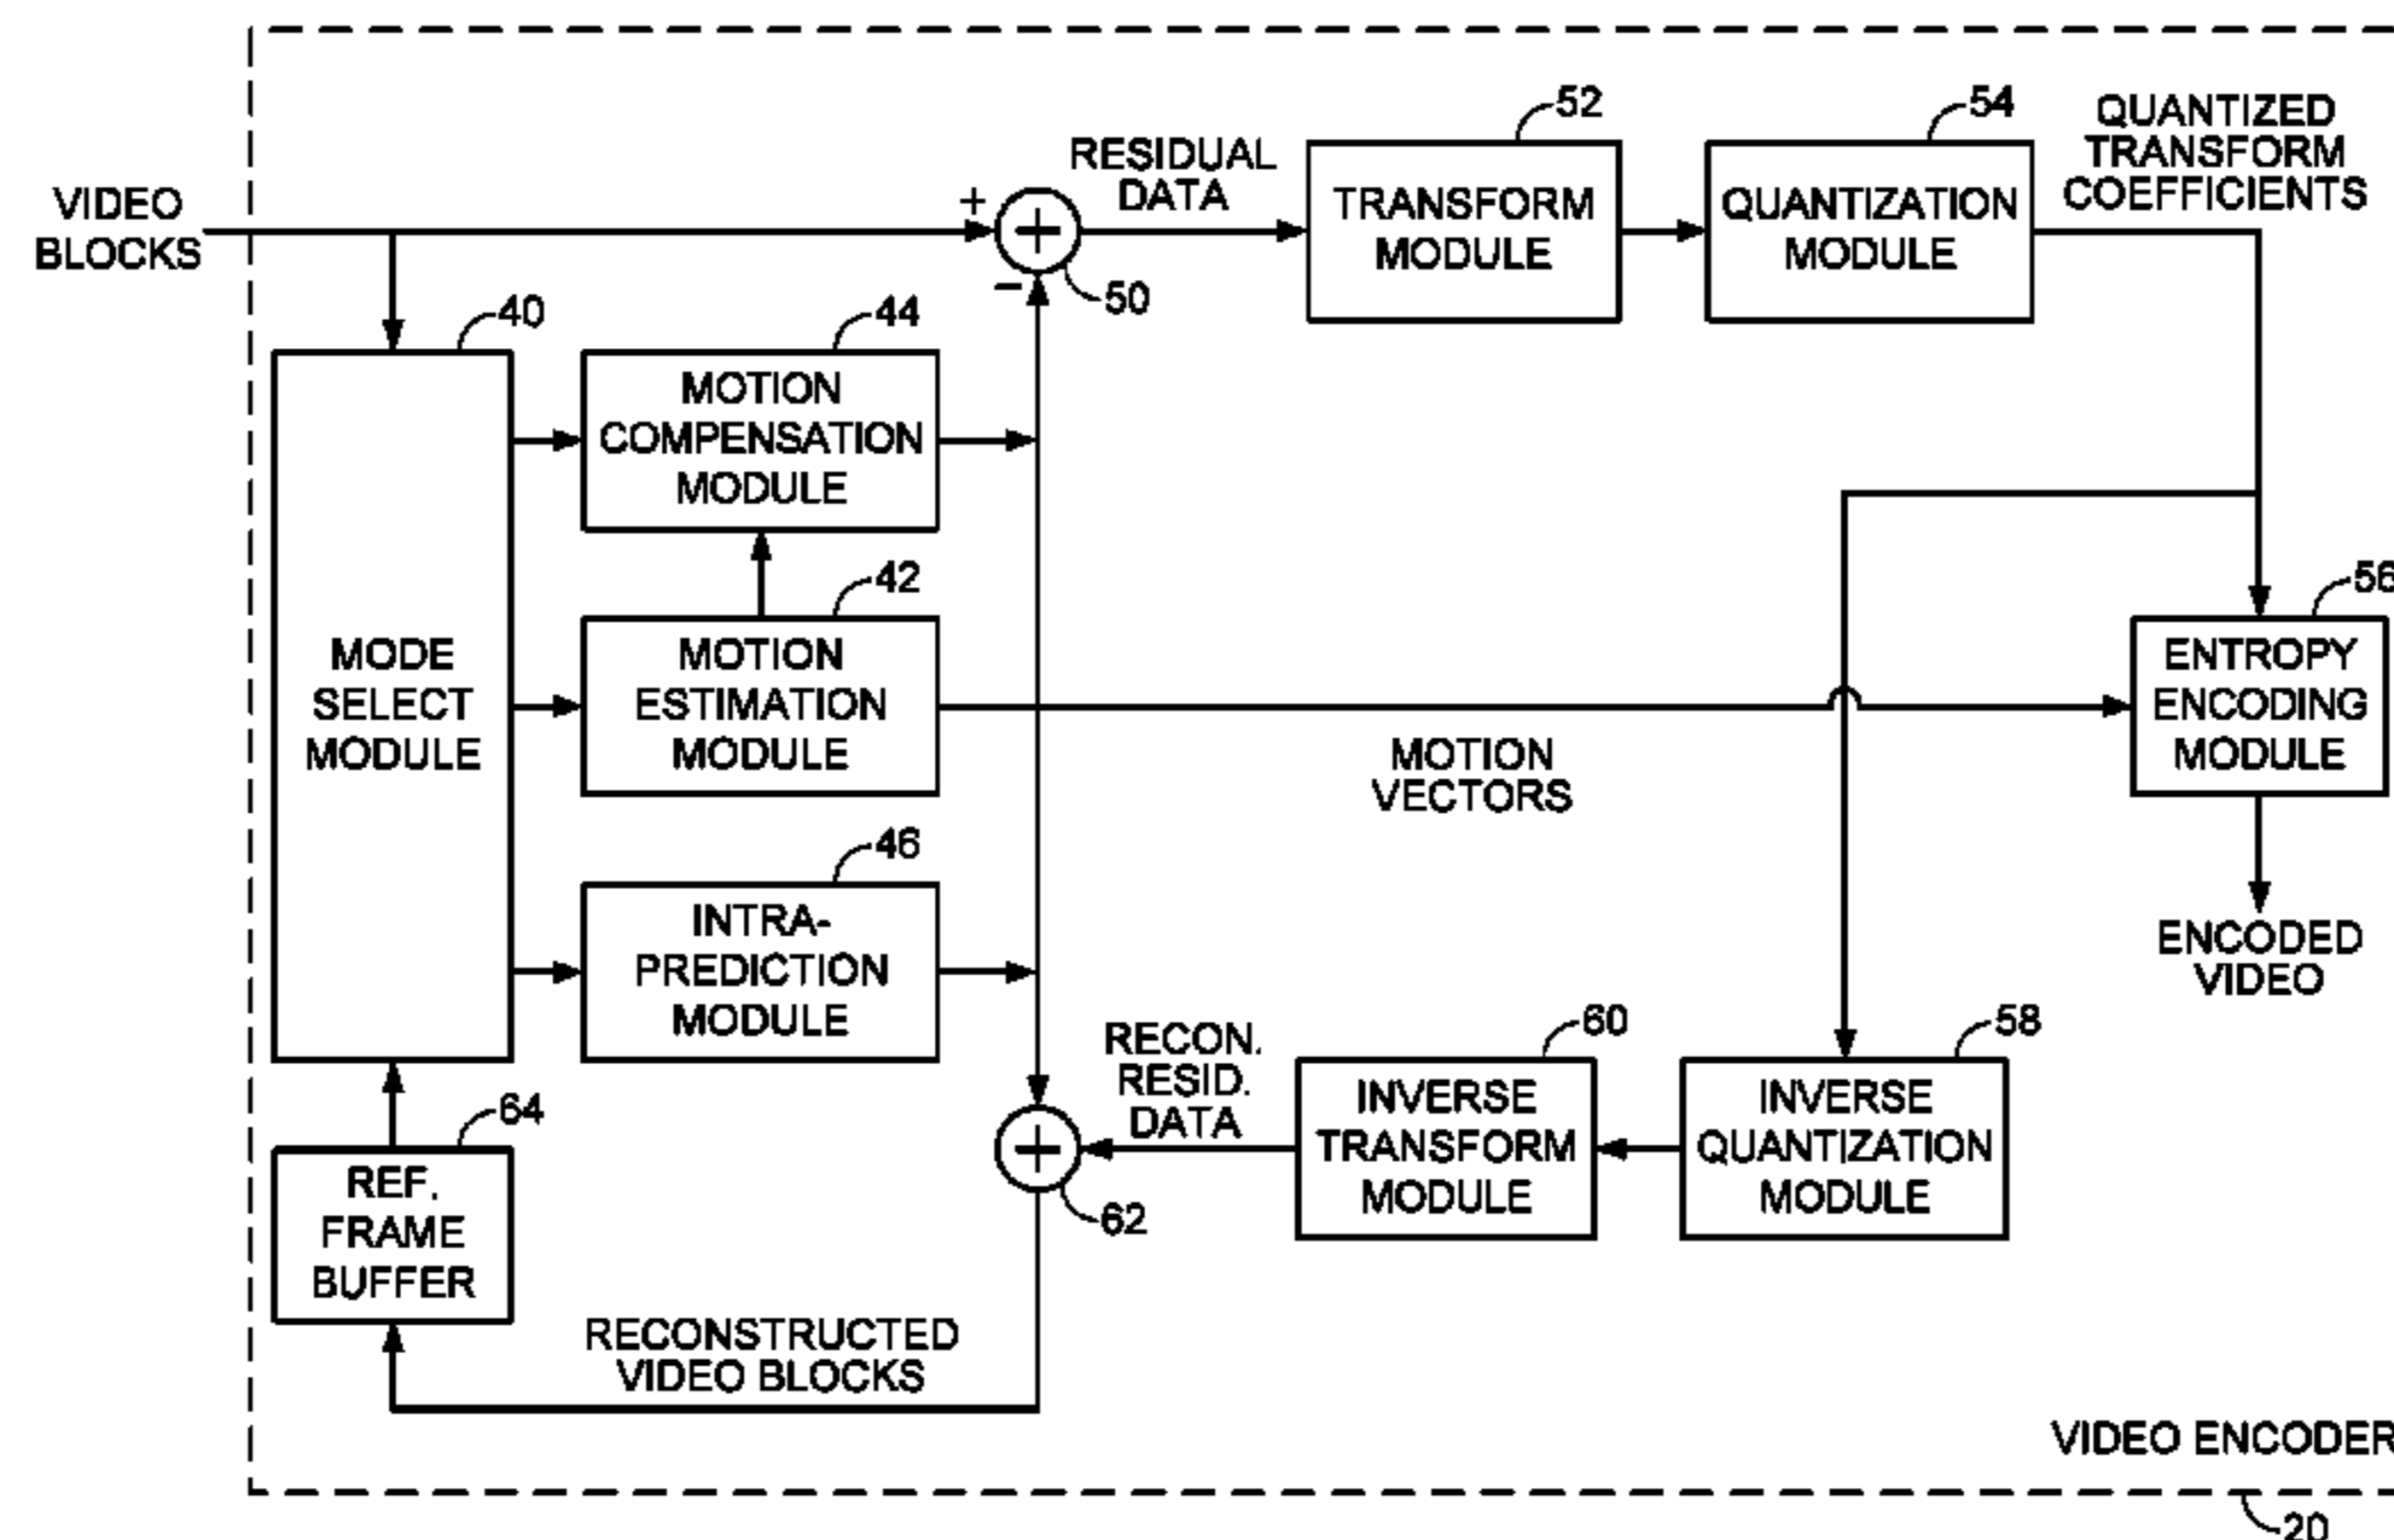 VIDEO
BLOCKS
+
+
−
50
RESIDUAL
DATA
52
TRANSFORM
MODULE
54
QUANTIZATION
MODULE
QUANTIZED
TRANSFORM
COEFFICIENTS
40
MODE
SELECT
MODULE
44
MOTION
COMPENSATION
MODULE
42
MOTION
ESTIMATION
MODULE
MOTION
VECTORS
56
ENTROPY
ENCODING
MODULE
ENCODED
VIDEO
46
INTRA-
PREDICTION
MODULE
64
REF.
FRAME
BUFFER
+
62
RECON.
RESID.
DATA
60
INVERSE
TRANSFORM
MODULE
58
INVERSE
QUANTIZATION
MODULE
RECONSTRUCTED
VIDEO BLOCKS
VIDEO ENCODER
20